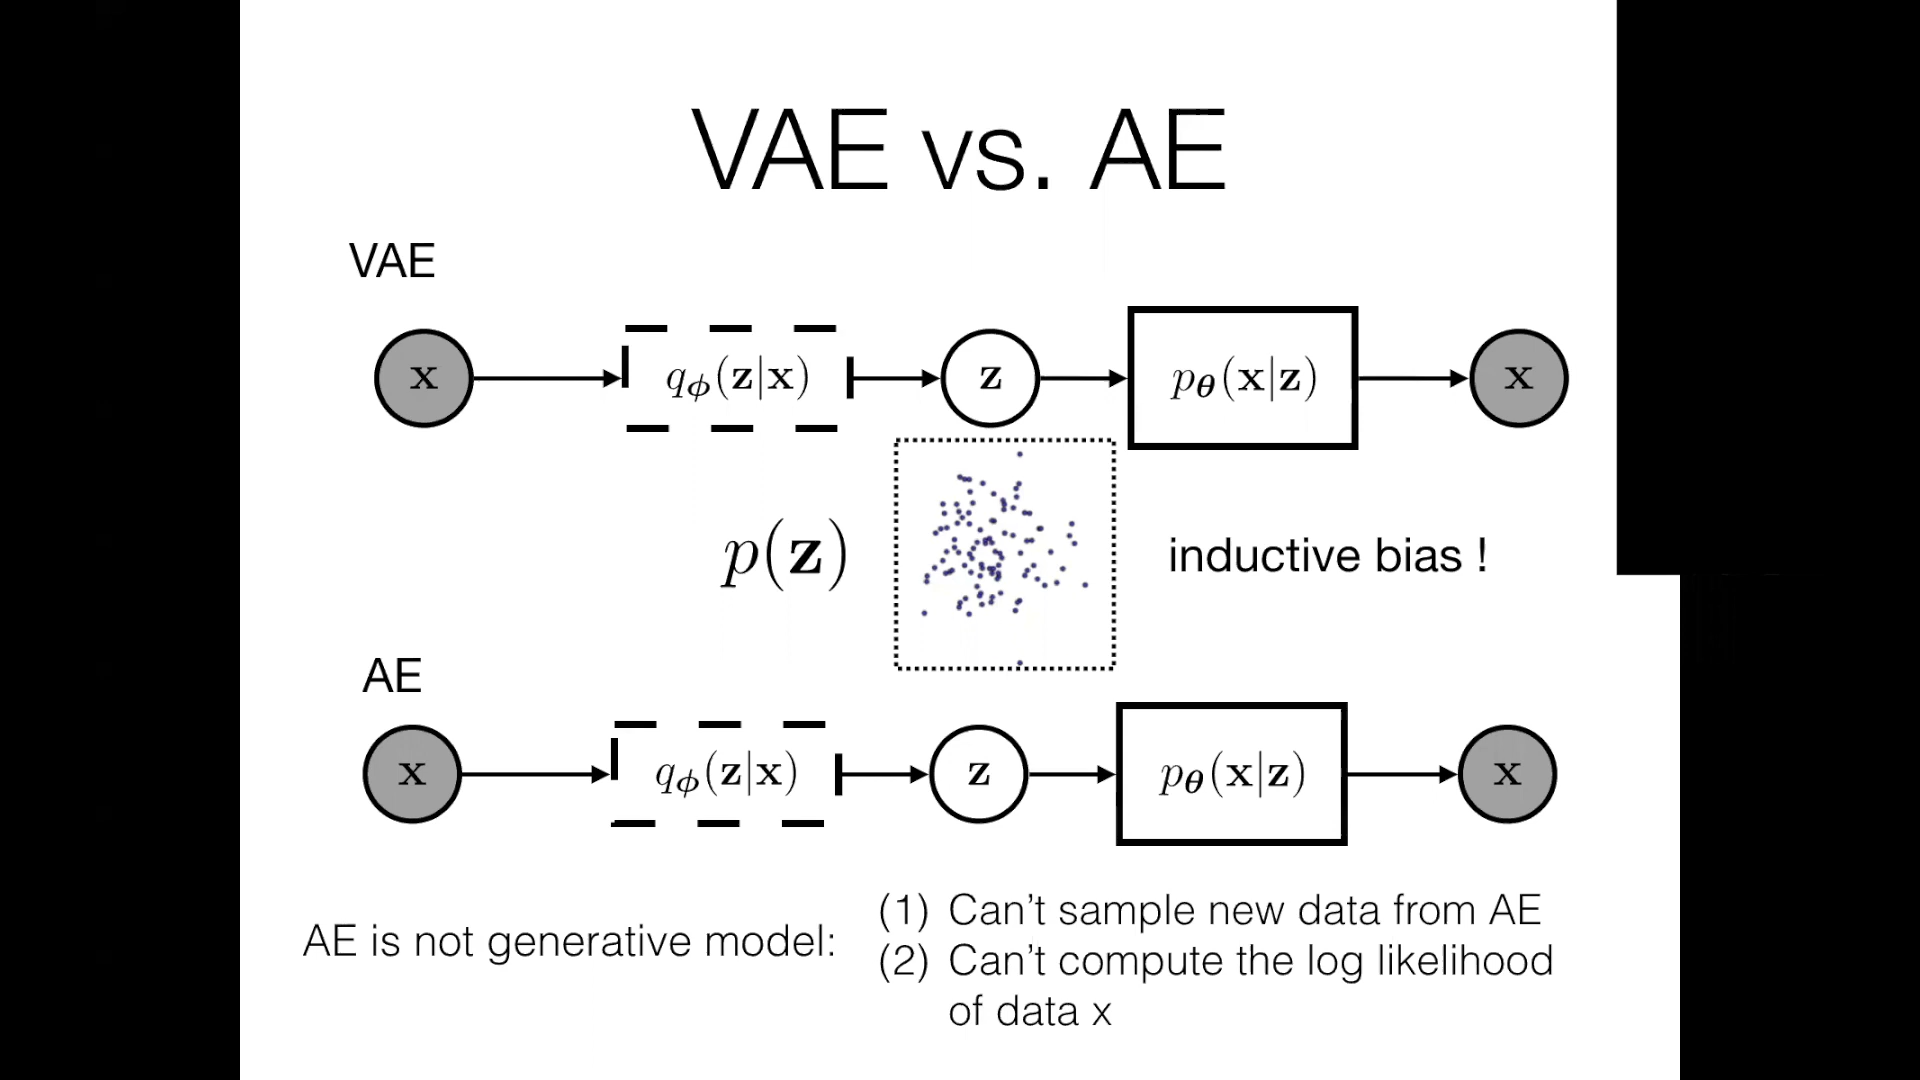 VAE vs. AE
VAE
x qϕ(z|x) z pθ(x|z) x
p(z) inductive bias !
AE
x qϕ(z|x) z pθ(x|z) x
AE is not generative model:
(1) Can't sample new data from AE
(2) Can't compute the log likelihood
of data x